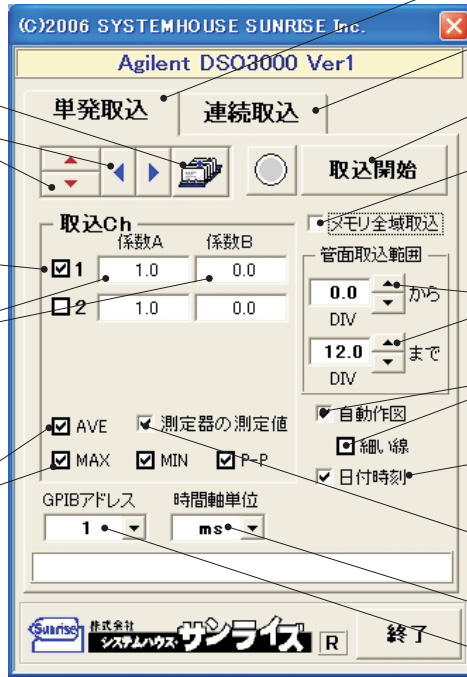 (C)2006 SYSTEMHOUSE SUNRISE Inc.
Agilent DSO3000 Ver1
単発取込 連続取込
取込開始
取込Ch
係数A 係数B
1 1.0 0.0
2 1.0 0.0
メモリ全域取込
管面取込範囲
0.0 から
DIV
12.0 まで
DIV
AVE 測定器の測定値
MAX MIN P-P
自動作図
細い線
日付時刻
GPIBアドレス 時間軸単位
1 ms
Sunrise 株式会社
システムハウス・サンライズ R
終了